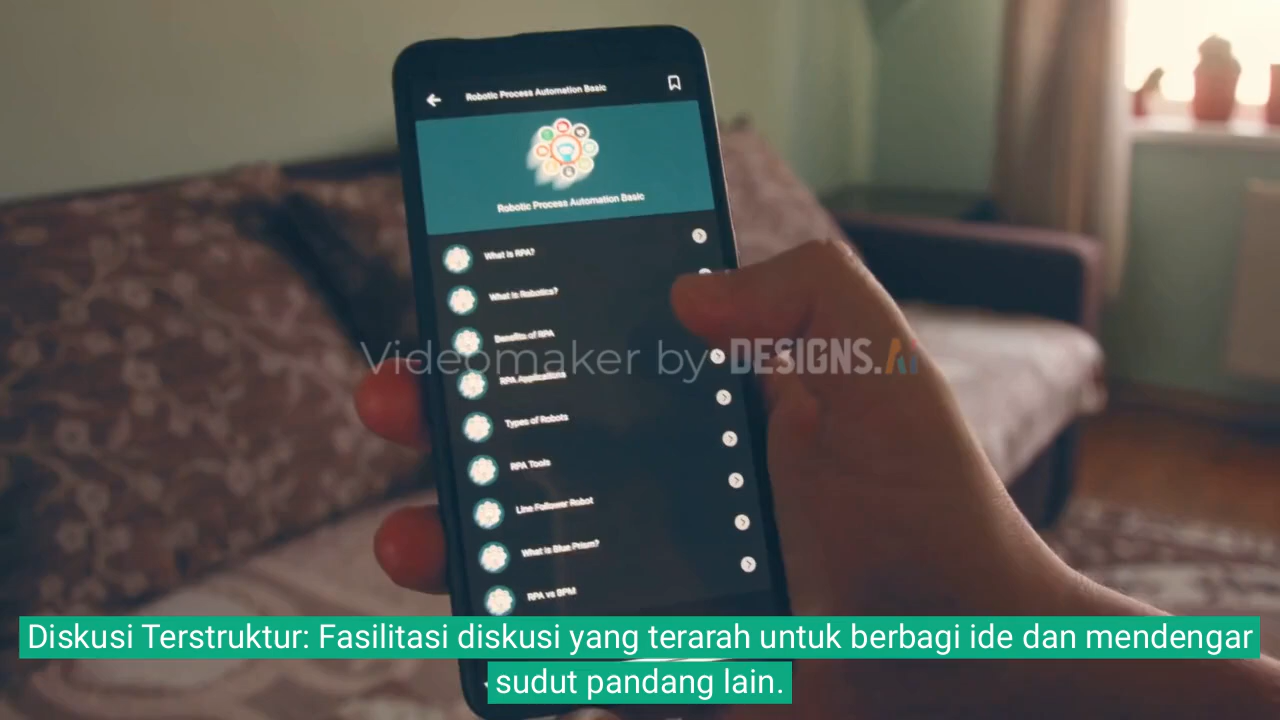 Robotic Process Automation Basic
Robotic Process Automation Basic
What is RPA?
What is Robotics?
Benefits of RPA
Videomaker by DESIGNS.AI
RPA Applications
Types of Robots
RPA Tools
Line Follower Robot
What is Blue Prism?
RPA vs BPM
Diskusi Terstruktur: Fasilitasi diskusi yang terarah untuk berbagi ide dan mendengar
sudut pandang lain.